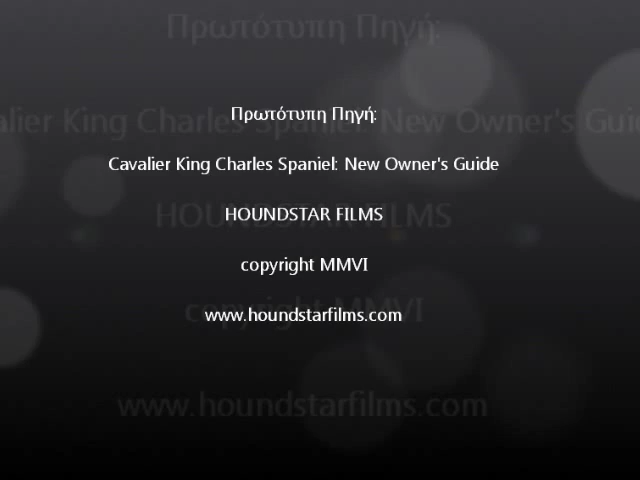 Πρωτότυπη Πηγή:
Cavalier King Charles Spaniel: New Owner's Guide
HOUNDSTAR FILMS
copyright MMVI
www.houndstarfilms.com